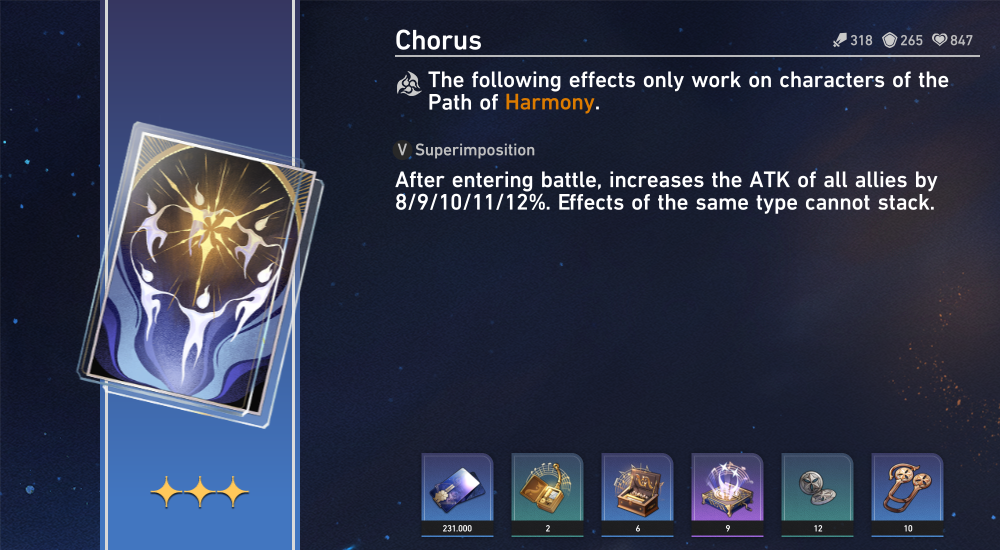 Chorus
318 265 847
The following effects only work on characters of the
Path of Harmony.
V Superimposition
After entering battle, increases the ATK of all allies by
8/9/10/11/12%. Effects of the same type cannot stack.
231.000 2 6 9 12 10